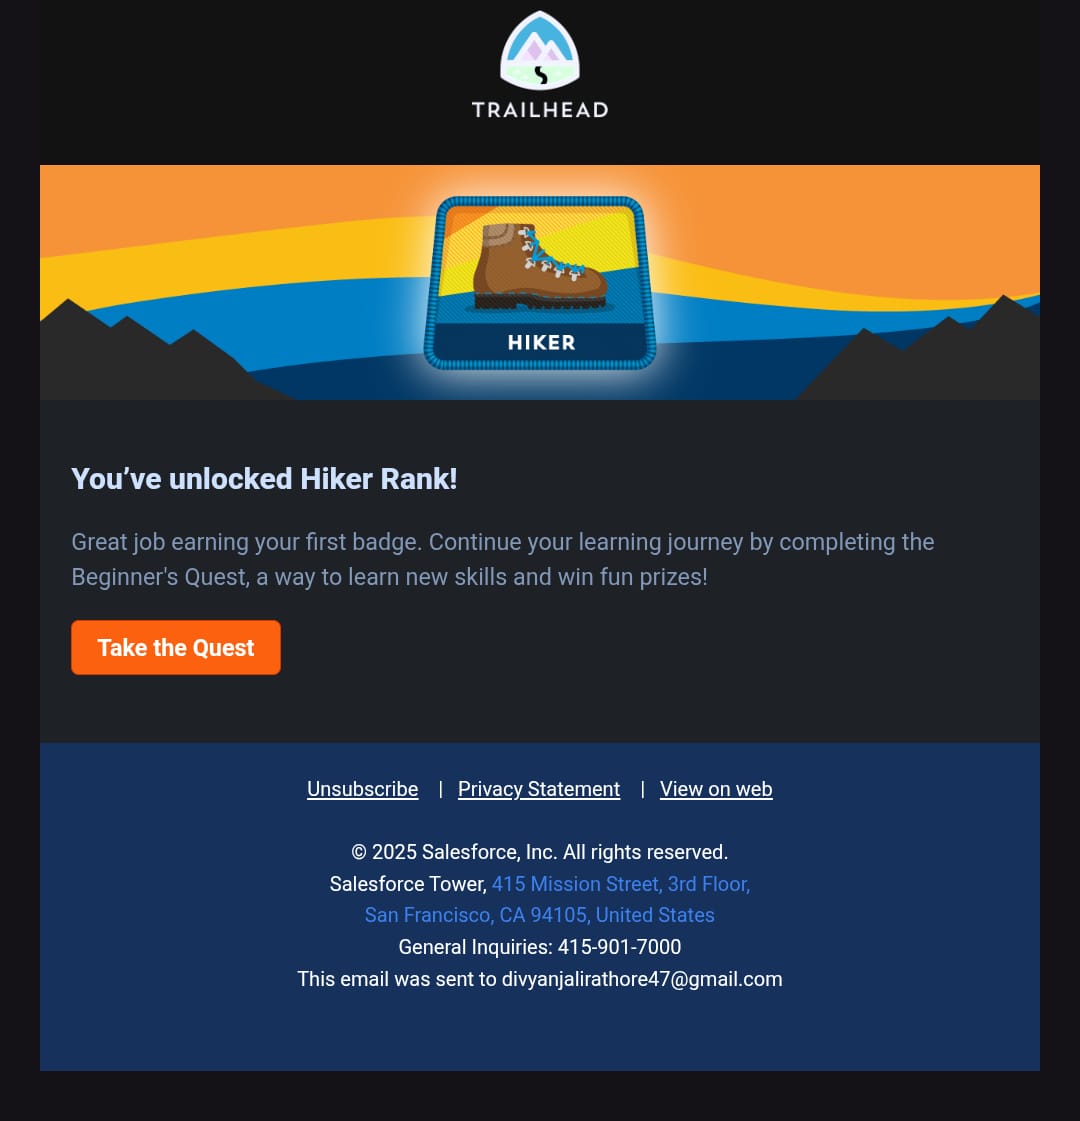 TRAILHEAD
HIKER
You’ve unlocked Hiker Rank!
Great job earning your first badge. Continue your learning journey by completing the
Beginner's Quest, a way to learn new skills and win fun prizes!
Take the Quest
Unsubscribe | Privacy Statement | View on web
© 2025 Salesforce, Inc. All rights reserved.
Salesforce Tower, 415 Mission Street, 3rd Floor,
San Francisco, CA 94105, United States
General Inquiries: 415-901-7000
This email was sent to divyanjalirathore47@gmail.com